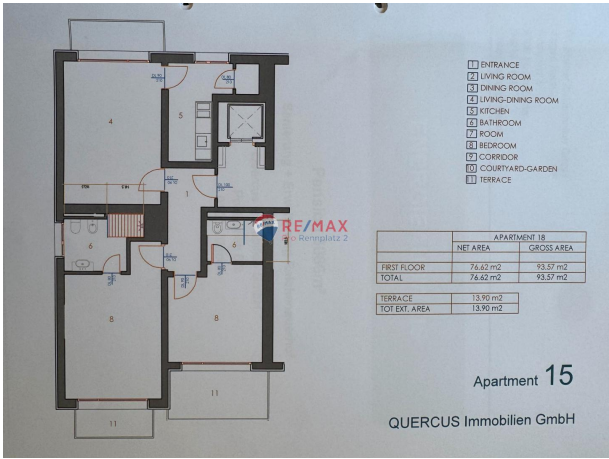 1 ENTRANCE
2 LIVING ROOM
3 DINING ROOM
4 LIVING-DINING ROOM
5 KITCHEN
6 BATHROOM
7 ROOM
8 BEDROOM
9 CORRIDOR
10 COURTYARD-GARDEN
11 TERRACE
4
5
1
RE/MAX
Pro Rennplatz 2
6
6
8
8
11
11
APARTMENT 18
NET AREA GROSS AREA
FIRST FLOOR 76.62 m2 93.57 m2
TOTAL 76.62 m2 93.57 m2
TERRACE 13.90 m2
TOT EXT. AREA 13.90 m2
Apartment 15
QUERCUS Immobilien GmbH